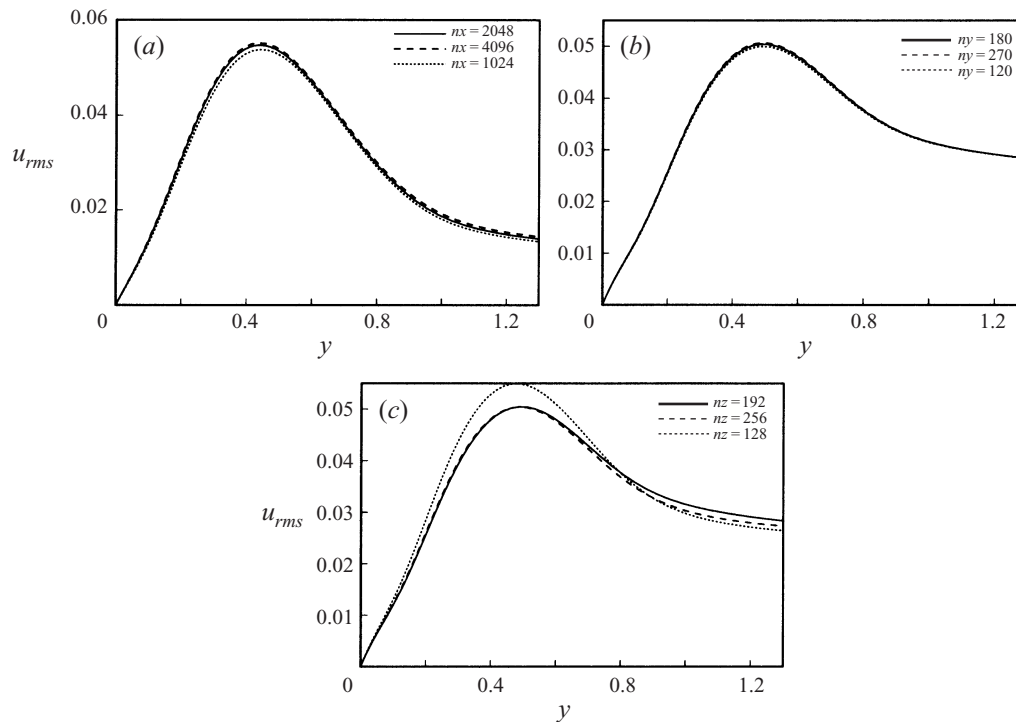 0.06
(a)
nx = 2048
nx = 4096
nx = 1024
0.04
u_rms
0.02
0
0.4
0.8
1.2
y
0.05
(b)
ny = 180
ny = 270
ny = 120
0.04
0.03
0.02
0.01
0
0.4
0.8
1.2
y
0.05
(c)
nz = 192
nz = 256
nz = 128
0.04
0.03
u_rms
0.02
0.01
0
0.4
0.8
1.2
y